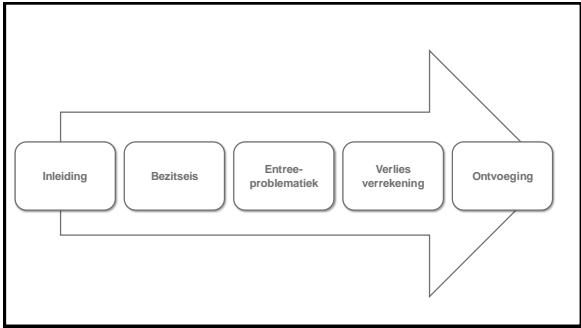 Inleiding
Bezitseis
Entree-
problematiek
Verlies
verrekening
Ontvoeging